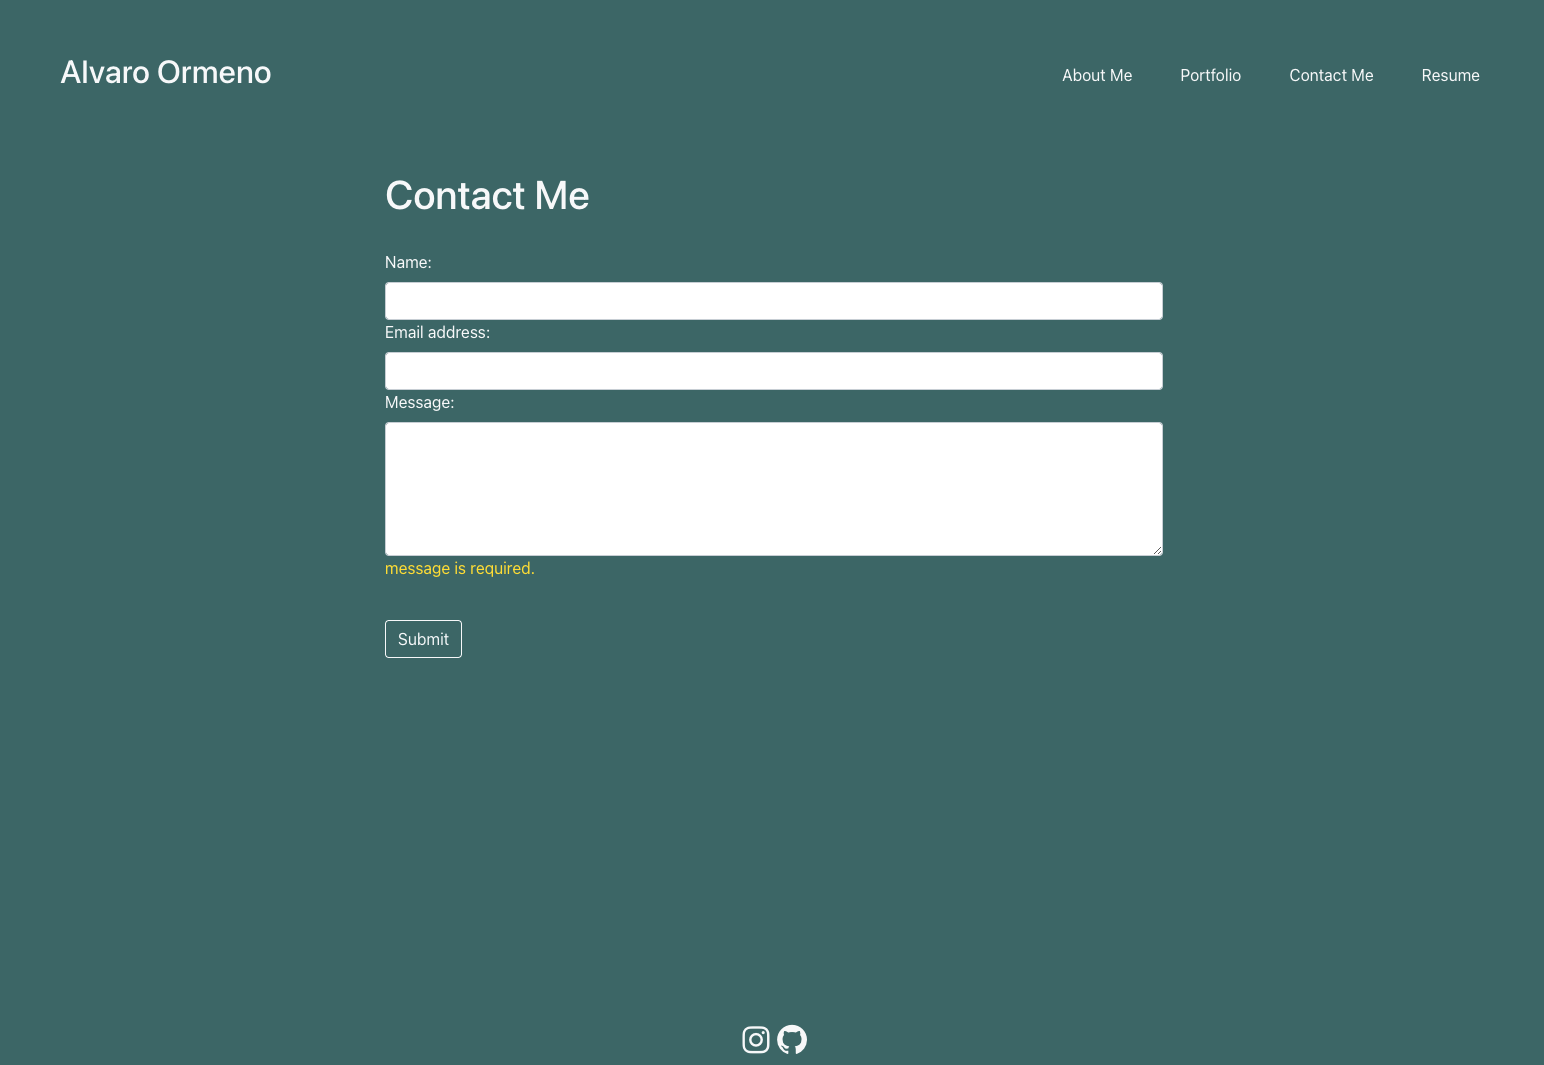 Alvaro Ormeno
About Me Portfolio Contact Me Resume
Contact Me
Name:
Email address:
Message:
message is required.
Submit